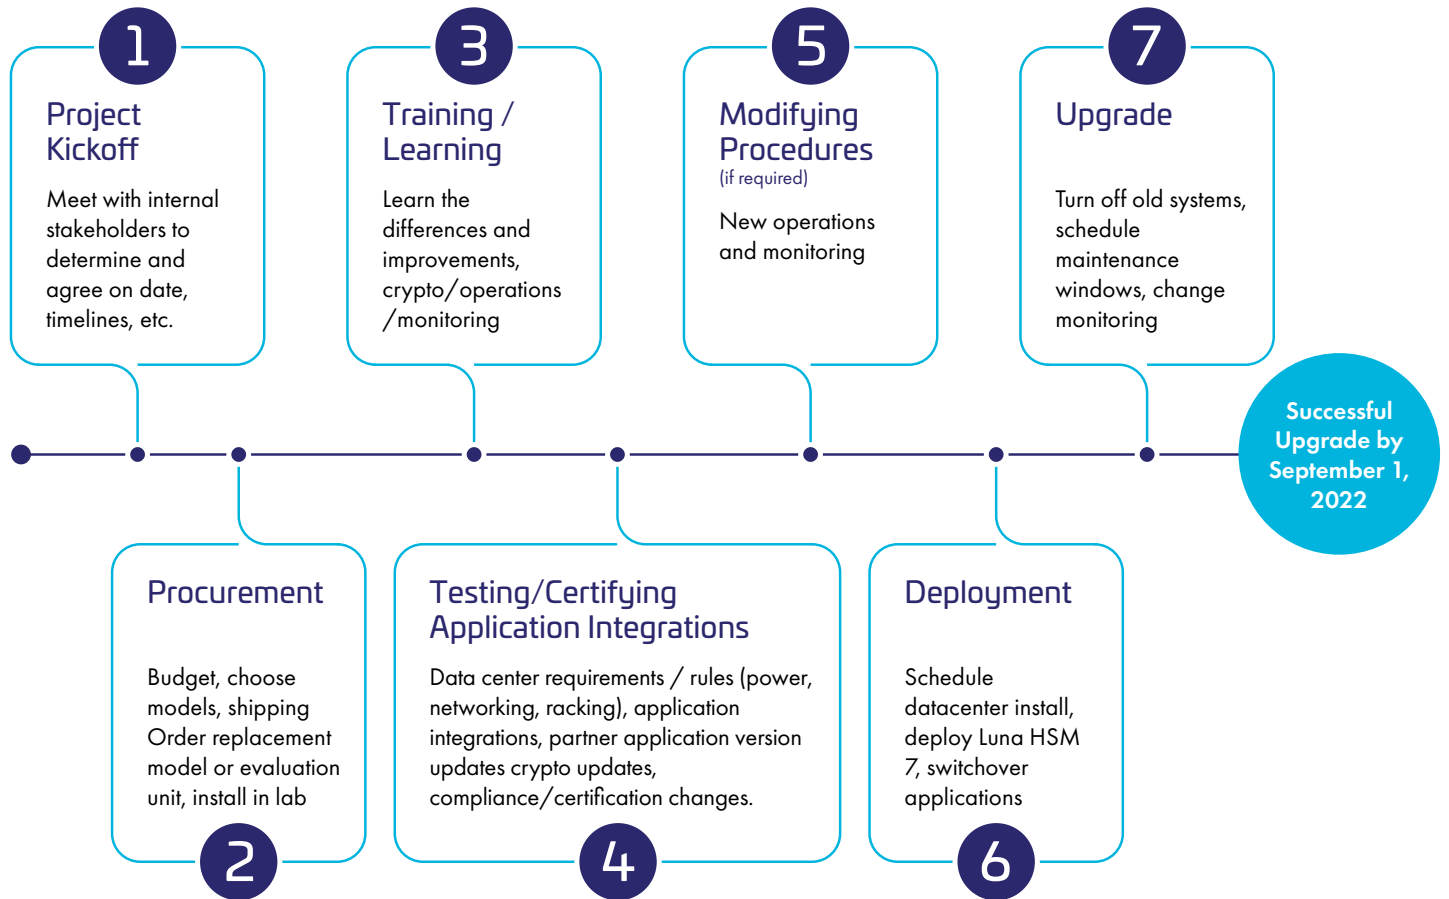 1
Project
Kickoff
Meet with internal
stakeholders to
determine and
agree on date,
timelines, etc.
2
Procurement
Budget, choose
models, shipping
Order replacement
model or evaluation
unit, install in lab
3
Training /
Learning
Learn the
differences and
improvements,
crypto/operations
/monitoring
4
Testing/Certifying
Application Integrations
Data center requirements / rules (power,
networking, racking), application
integrations, partner application version
updates crypto updates,
compliance/certification changes.
5
Modifying
Procedures
(if required)
New operations
and monitoring
6
Deployment
Schedule
datacenter install,
deploy Luna HSM
7, switchover
applications
7
Upgrade
Turn off old systems,
schedule
maintenance
windows, change
monitoring
Successful
Upgrade by
September 1,
2022